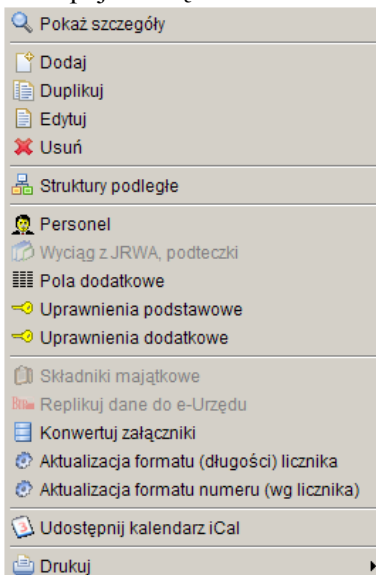 Pokaż szczegóły
Dodaj
Duplikuj
Edytuj
Usuń
Struktury podległe
Personel
Wyciąg z JRWA, podteczki
Pola dodatkowe
Uprawnienia podstawowe
Uprawnienia dodatkowe
Składniki majątkowe
Replikuj dane do e-Urzędu
Konwertuj załączniki
Aktualizacja formatu (długości) licznika
Aktualizacja formatu numeru (wg licznika)
Udostępnij kalendarz iCal
Drukuj